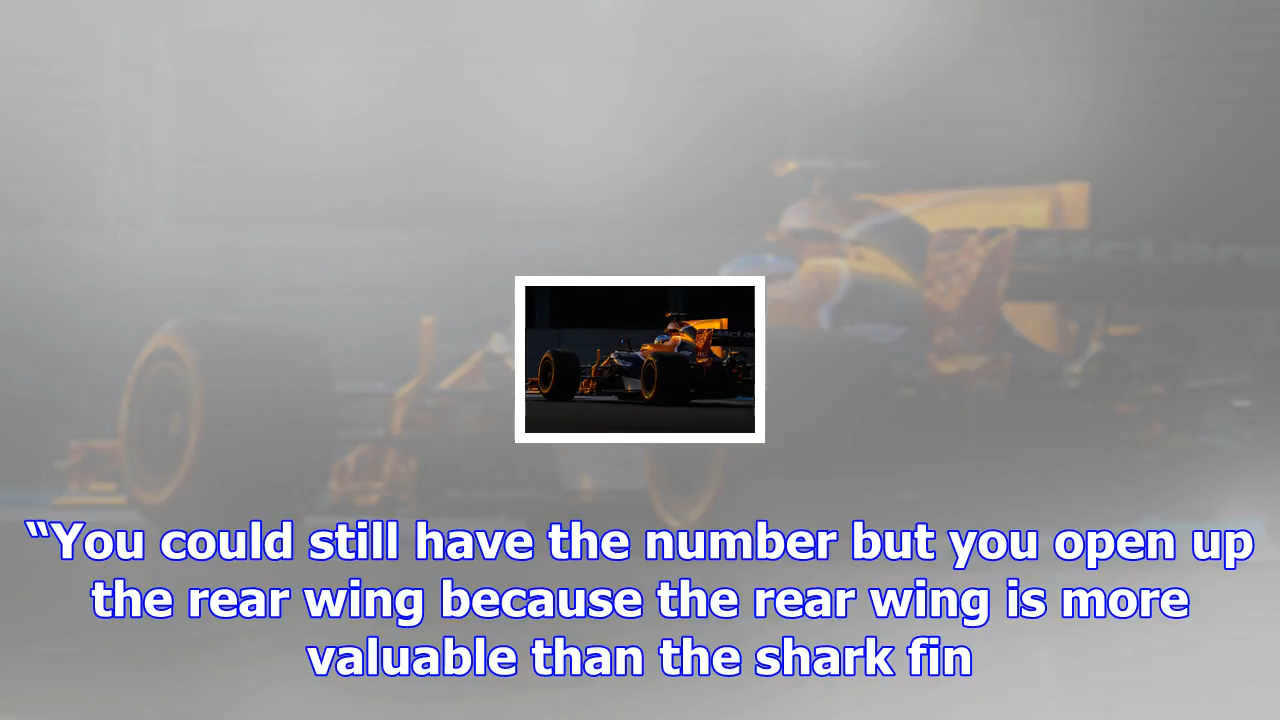 “You could still have the number but you open up
the rear wing because the rear wing is more
valuable than the shark fin